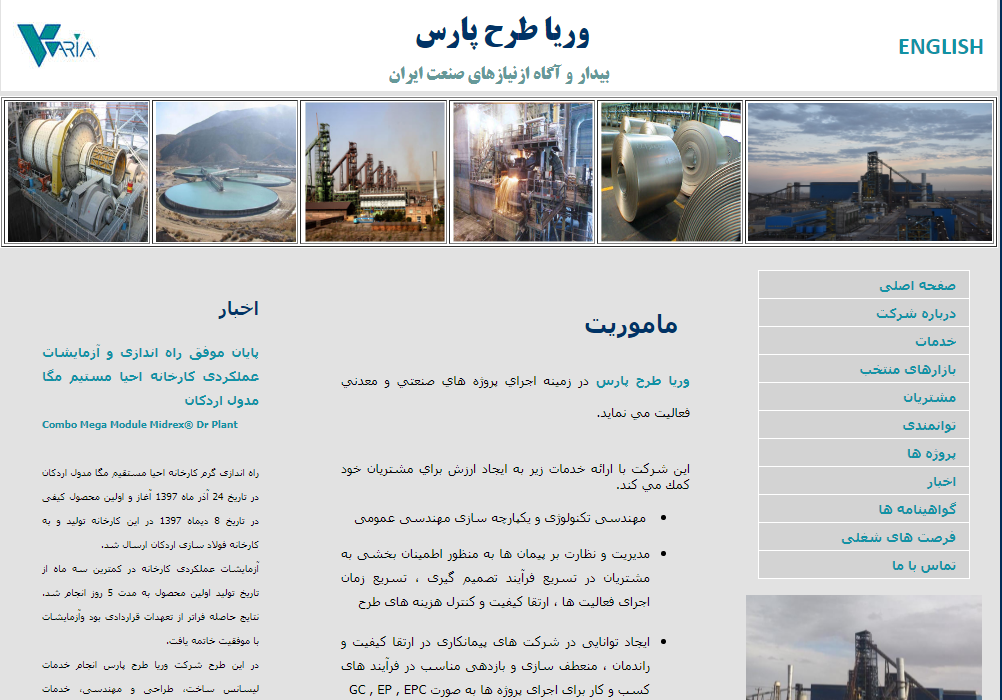 VARIA
وریا طرح پارس
بیدار و آگاه ازنیازهای صنعت ایران
ENGLISH
صفحه اصلی
درباره شرکت
خدمات
بازارهای منتخب
مشتریان
توانمندی
پروژه ها
اخبار
گواهینامه ها
فرصت های شغلی
تماس با ما
ماموریت
وریا طرح پارس در زمينه اجراي پروژه هاي صنعتي و معدني
فعاليت مي نمايد.
اين شركت با ارائه خدمات زير به ايجاد ارزش براي مشتريان خود
كمك مي كند.
مهندسی تکنولوژی و یکپارچه سازی مهندسی عمومی
مدیریت و نظارت بر پیمان ها به منظور اطمینان بخشی به
مشتریان در تسریع فرآیند تصمیم گیری ، تسریع زمان
اجرای فعالیت ها ، ارتقا کیفیت و کنترل هزینه های طرح
ایجاد توانایی در شرکت های پیمانکاری در ارتقا کیفیت و
راندمان ، منعطف سازی و بازدهی مناسب در فرآیند های
کسب و کار برای اجرای پروژه ها به صورت GC , EP , EPC
اخبار
پایان موفق راه اندازی و آزمایشات
عملکردی کارخانه احیا مستیم مگا
مدول اردکان
Combo Mega Module Midrex® Dr Plant
راه اندازی گرم کارخانه احیا مستقیم مگا مدول اردکان
در تاریخ 24 آذر ماه 1397 آغاز و اولین محصول کیفی
در تاریخ 8 دیماه 1397 در این کارخانه تولید و به
کارخانه فولاد سازی اردکان ارسال شد.
آزمایشات عملکردی کارخانه در کمترین سه ماه از
تاریخ تولید اولین محصول به مدت 5 روز انجام شد.
نتایج حاصله فراتر از تعهدات قراردادی بود وآزمایشات
با موفقیت خاتمه یافت.
در این طرح شرکت وریا طرح پارس انجام خدمات
لیسانس ساخت، طراحی و مهندسی، خدمات